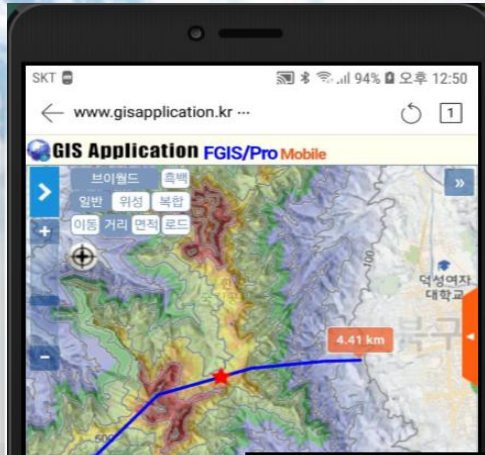 SKT 94% 오후 12:50
www.gisapplication.kr ...
1
GIS Application FGIS/Pro Mobile
브이월드 흑백 »
일반 위성 복합
이동 거리 면적 로드
+
덕성여자
대학교
북구
4.41 km
-
600